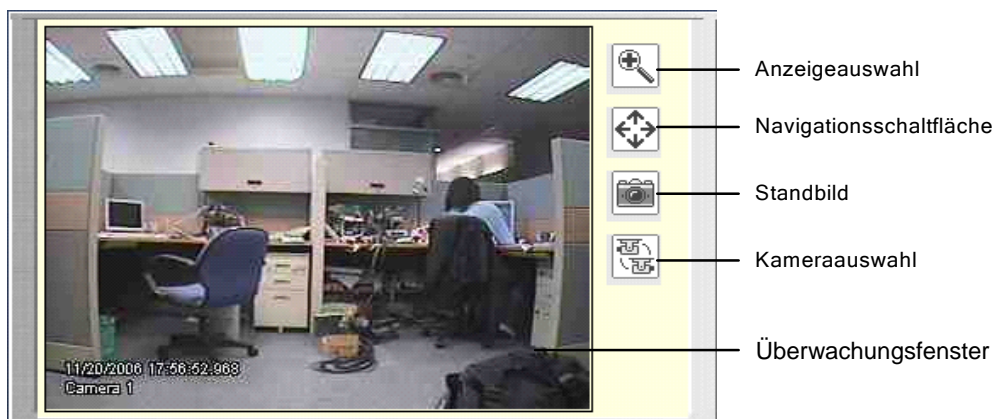 Anzeigeauswahl
Navigationsschaltfläche
Standbild
Kameraauswahl
Überwachungsfenster
11/20/2006 17:56:52.968
Camera 1